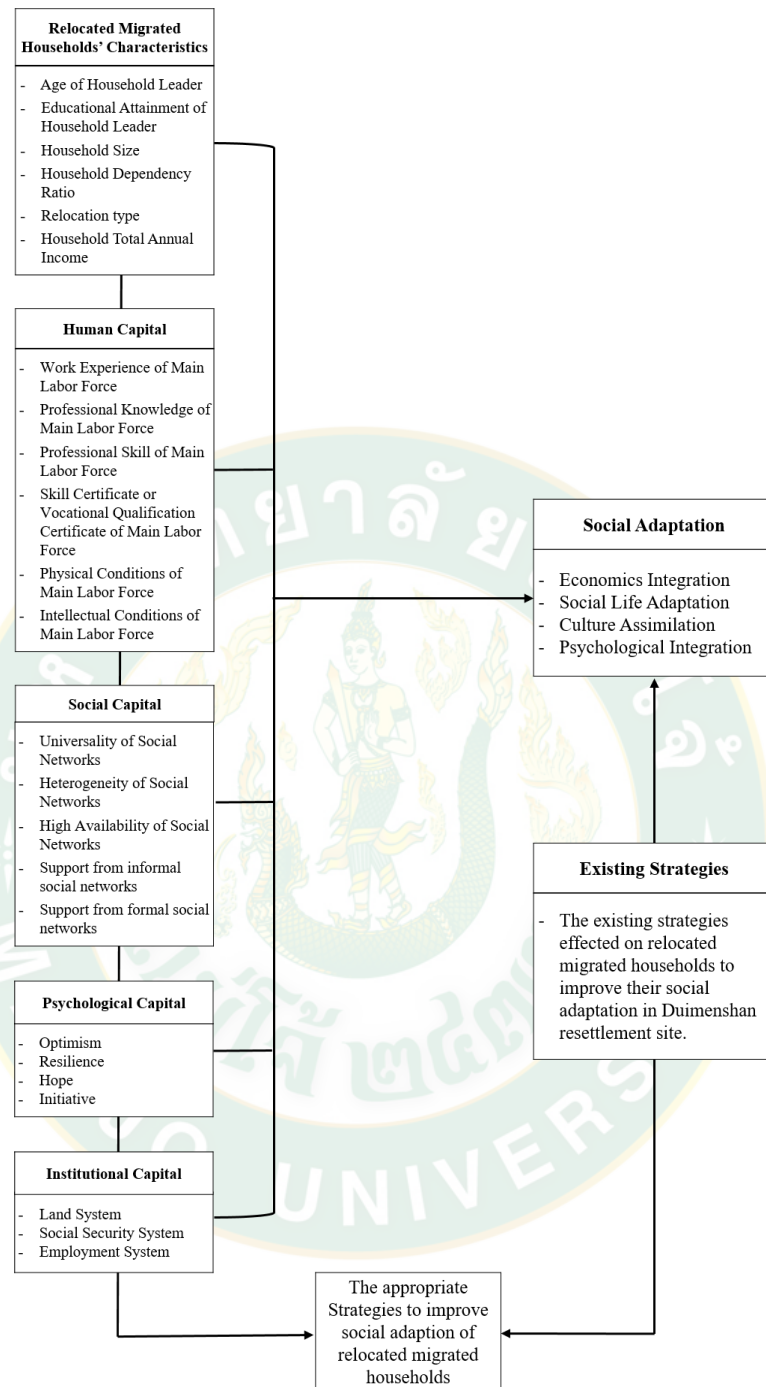 Relocated Migrated
Households’ Characteristics
- Age of Household Leader
- Educational Attainment of
Household Leader
- Household Size
- Household Dependency
Ratio
- Relocation type
- Household Total Annual
Income
Human Capital
- Work Experience of Main
Labor Force
- Professional Knowledge of
Main Labor Force
- Professional Skill of Main
Labor Force
- Skill Certificate or
Vocational Qualification
Certificate of Main Labor
Force
- Physical Conditions of
Main Labor Force
- Intellectual Conditions of
Main Labor Force
Social Capital
- Universality of Social
Networks
- Heterogeneity of Social
Networks
- High Availability of Social
Networks
- Support from informal
social networks
- Support from formal social
networks
Psychological Capital
- Optimism
- Resilience
- Hope
- Initiative
Institutional Capital
- Land System
- Social Security System
- Employment System
Social Adaptation
- Economics Integration
- Social Life Adaptation
- Culture Assimilation
- Psychological Integration
Existing Strategies
- The existing strategies
effected on relocated
migrated households to
improve their social
adaptation in Duimenshan
resettlement site.
The appropriate
Strategies to improve
social adaption of
relocated migrated
households